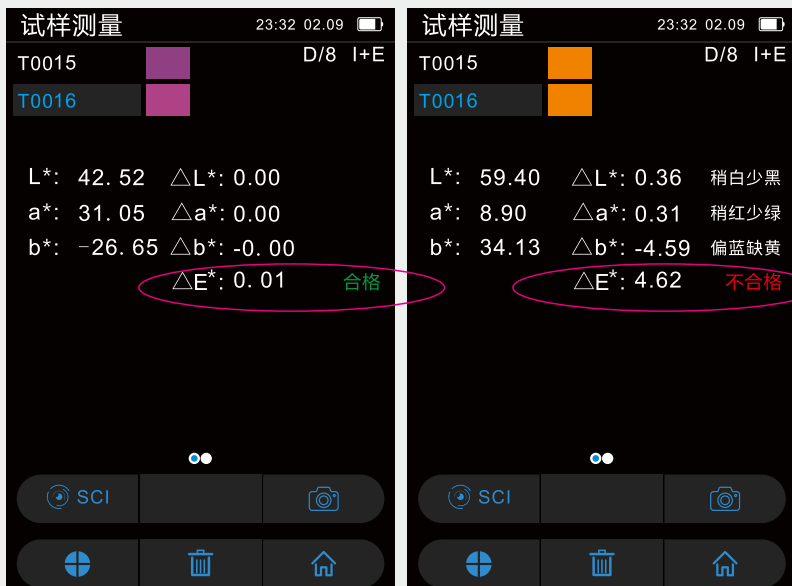 试样测量 23:32 02.09
T0015 D/8 I+E
T0016
L*: 42.52 △L*: 0.00
a*: 31.05 △a*: 0.00
b*: -26.65 △b*: -0.00
△E*: 0.01 合格
SCI
试样测量 23:32 02.09
T0015 D/8 I+E
T0016
L*: 59.40 △L*: 0.36 稍白少黑
a*: 8.90 △a*: 0.31 稍红少绿
b*: 34.13 △b*: -4.59 偏蓝缺黄
△E*: 4.62 不合格
SCI